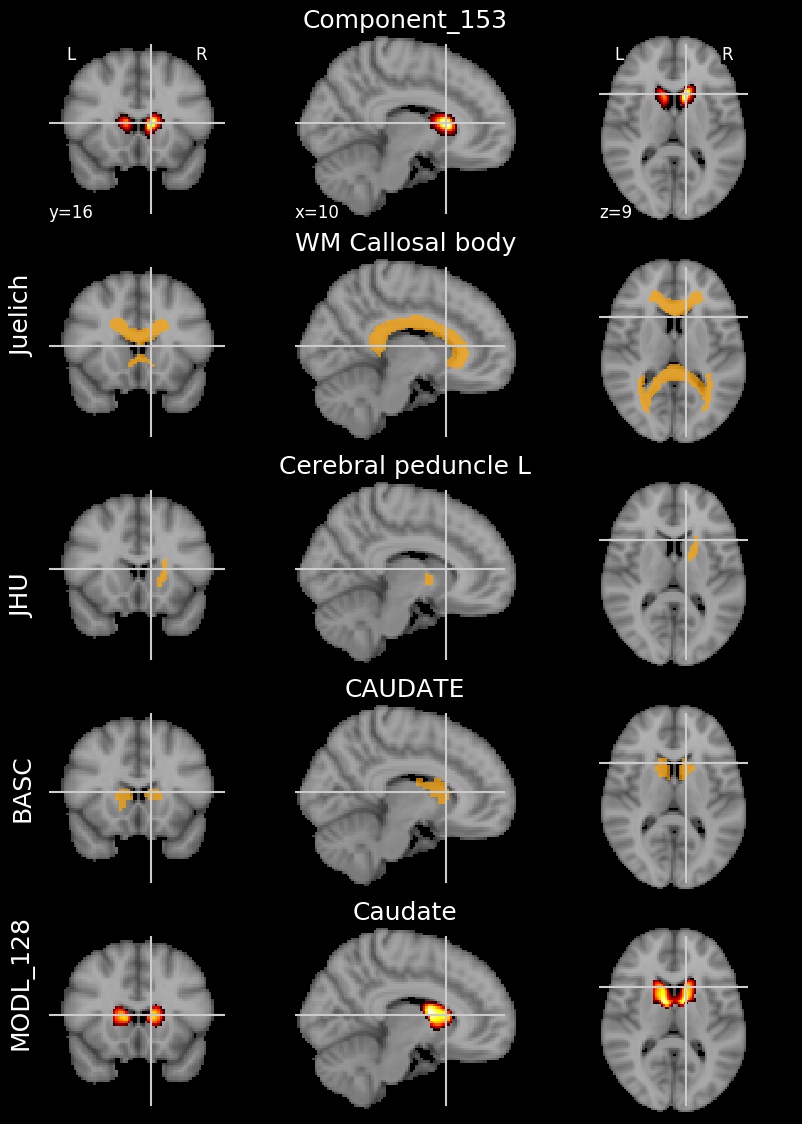 Component_153
L R L R
y=16 x=10 z=9
WM Callosal body
Juelich
Cerebral peduncle L
JHU
CAUDATE
BASC
Caudate
MODL_128